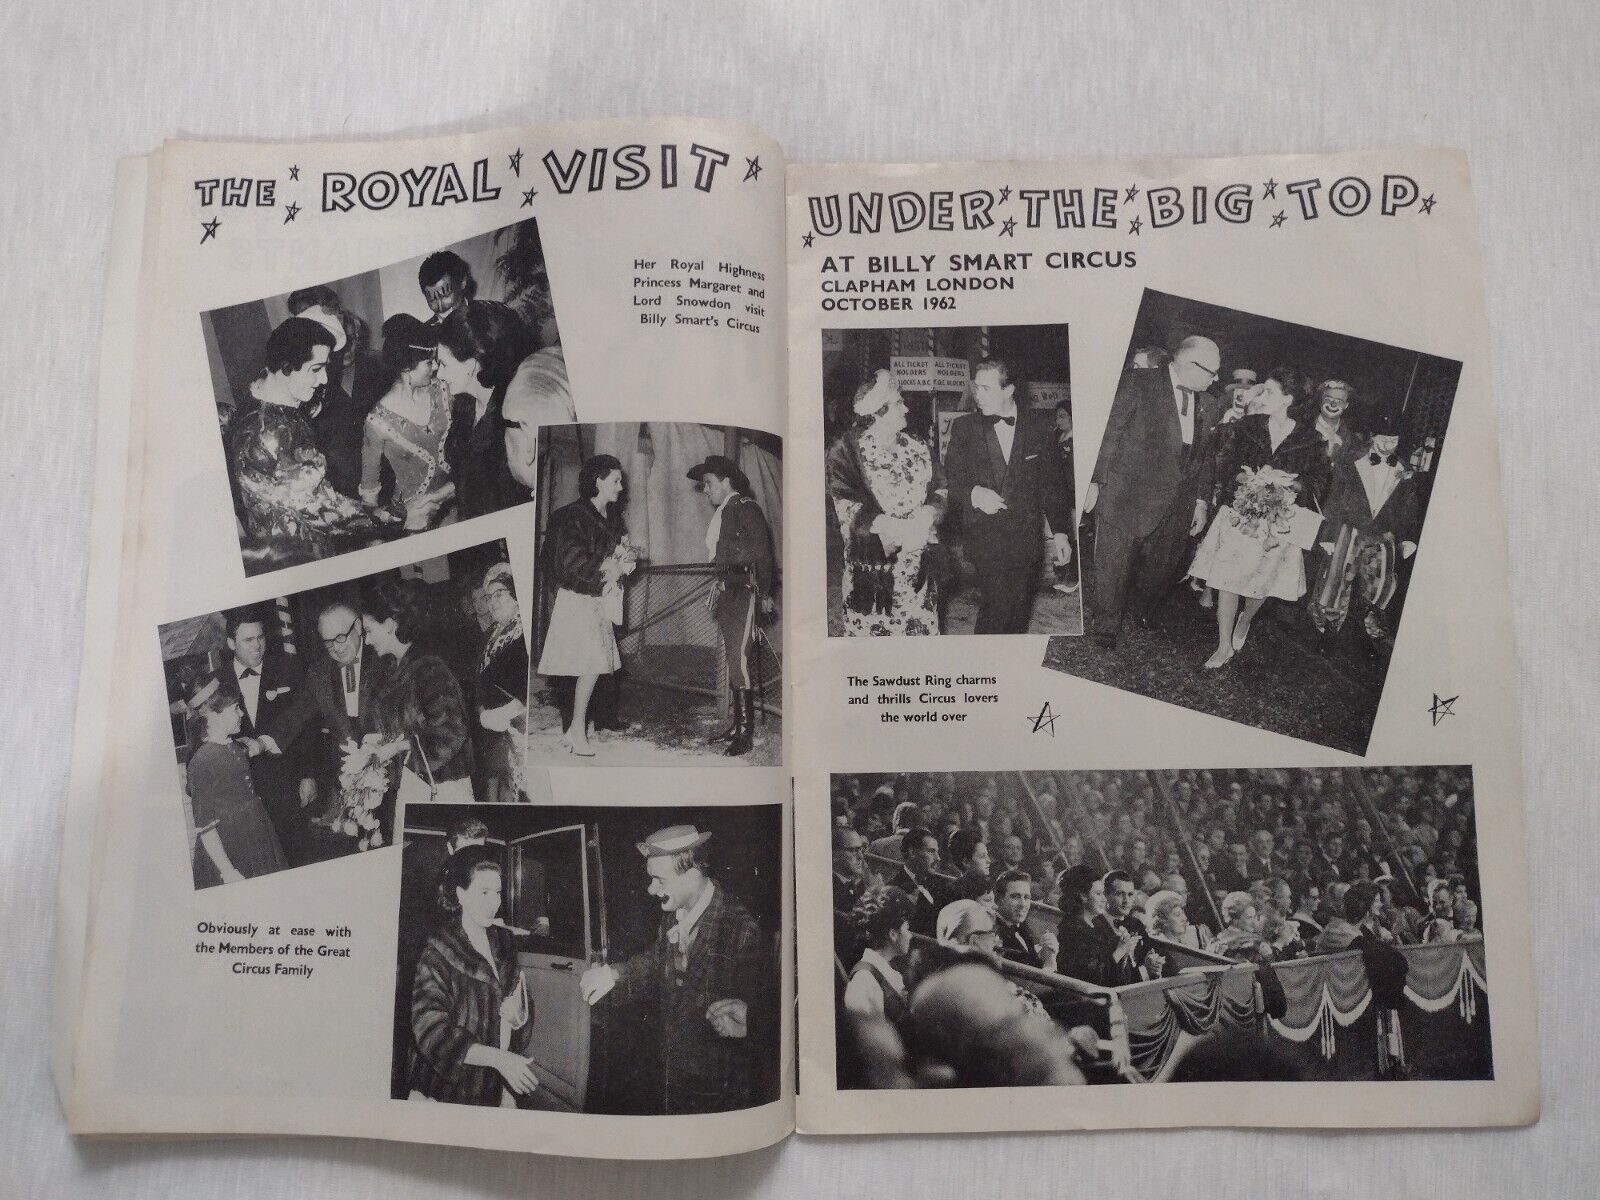 THE ROYAL VISIT
Her Royal Highness
Princess Margaret and
Lord Snowdon visit
Billy Smart's Circus
Obviously at ease with
the Members of the Great
Circus Family
UNDER THE BIG TOP
AT BILLY SMART CIRCUS
CLAPHAM LONDON
OCTOBER 1962
ALL TICKET ALL TICKET
HOLDERS HOLDERS
BLOCKS A.B.C. BLOCKS
The Sawdust Ring charms
and thrills Circus lovers
the world over